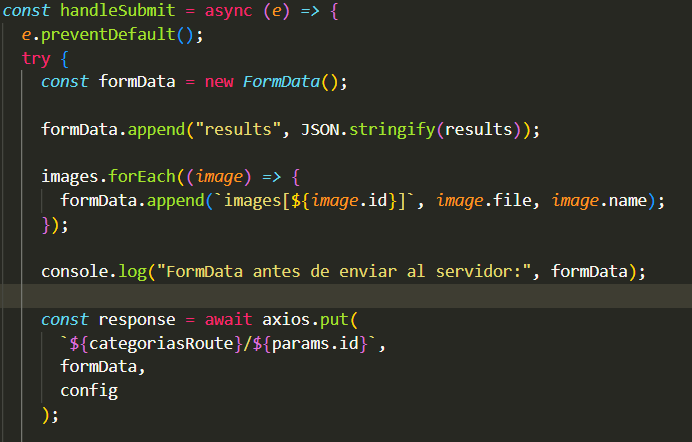 const handleSubmit = async (e) => {
e.preventDefault();
try {
const formData = new FormData();
formData.append("results", JSON.stringify(results));
images.forEach((image) => {
formData.append(`images[${image.id}]`, image.file, image.name);
});
console.log("FormData antes de enviar al servidor:", formData);
const response = await axios.put(
`${categoriasRoute}/${params.id}`,
formData,
config
);